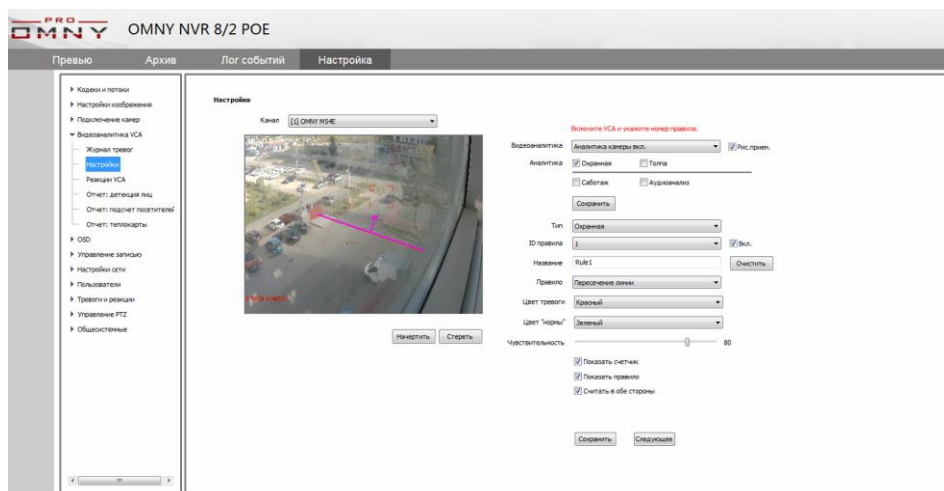 PRO
OMNY
OMNY NVR 8/2 POE
Превью
Архив
Лог событий
Настройка
Кодеки и потоки
Настройки изображения
Подключение камер
Видеоаналитика VCA
Журнал тревог
Настройки
Реакции VCA
Отчет: детекция лиц
Отчет: подсчет посетителей
Отчет: теплокарты
OSD
Управление записью
Настройки сети
Пользователи
Тревоги и реакции
Управление PTZ
Общесистемные
Настройки
Канал [1] OMNY M54E
Начертить Стереть
Включите VCA и укажите номер правила.
Видеоаналитика Аналитика камеры вкл. Рис.прием.
Аналитика Охранная Толпа
Саботаж Аудиоанализ
Сохранить
Тип Охранная
ID правила 1 Вкл.
Название Rule1 Очистить
Правило Пересечение линии
Цвет тревоги Красный
Цвет "нормы" Зеленый
Чувствительность 80
Показать счетчик
Показать правило
Считать в обе стороны
Сохранить Следующее